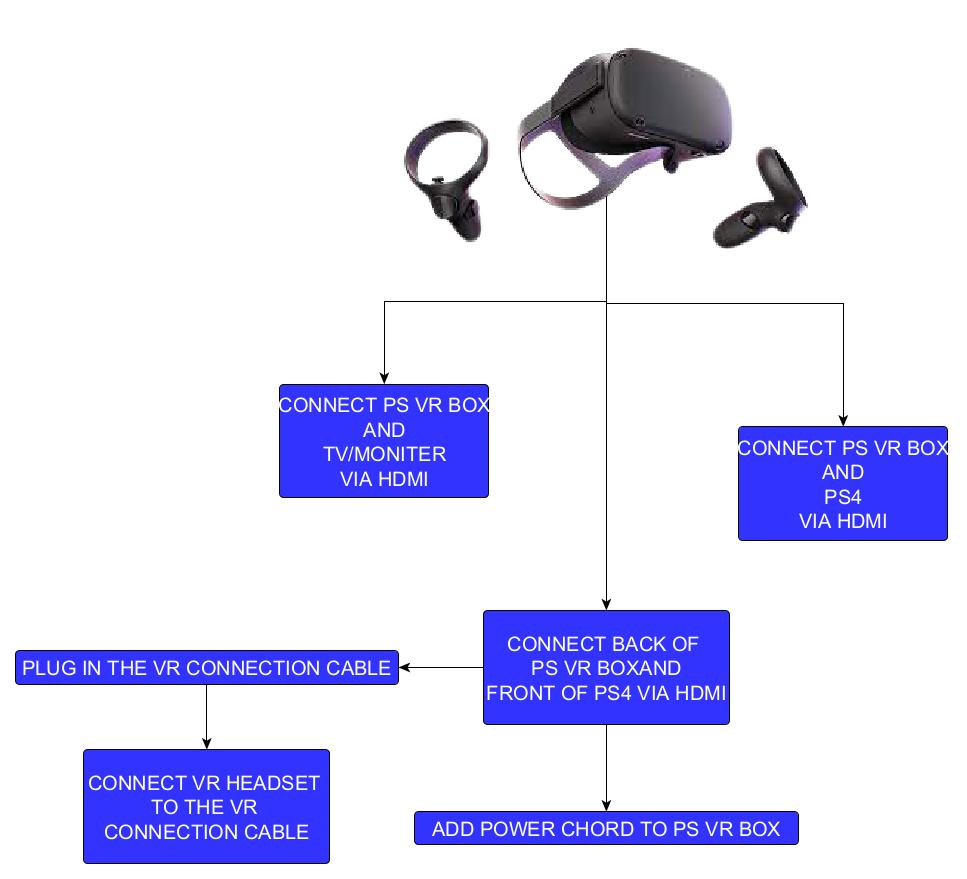 CONNECT PS VR BOX
AND
TV/MONITER
VIA HDMI
CONNECT PS VR BOX
AND
PS4
VIA HDMI
CONNECT BACK OF
PS VR BOXAND
FRONT OF PS4 VIA HDMI
PLUG IN THE VR CONNECTION CABLE
CONNECT VR HEADSET
TO THE VR
CONNECTION CABLE
ADD POWER CHORD TO PS VR BOX